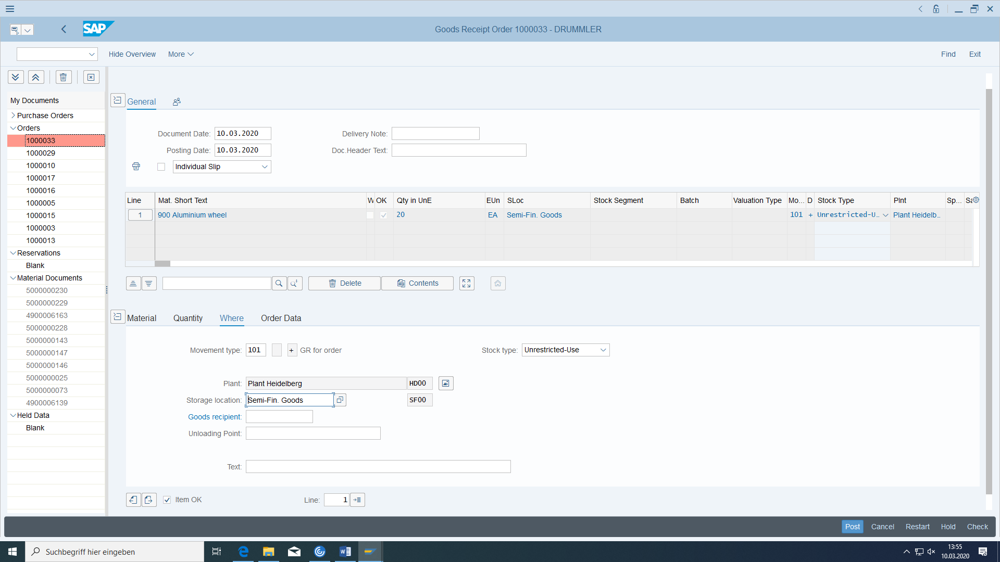 SAP
Goods Receipt Order 1000033 - DRUMMLER
Hide Overview More Find Exit
My Documents
Purchase Orders
Orders
1000033
1000029
1000010
1000017
1000016
1000005
1000015
1000003
1000013
Reservations
Blank
Material Documents
5000000230
5000000229
4900006163
5000000228
5000000143
5000000147
5000000146
5000000025
5000000073
4900006139
Held Data
Blank
General
Document Date: 10.03.2020 Delivery Note:
Posting Date: 10.03.2020 Doc.Header Text:
Individual Slip
Line Mat. Short Text W OK Qty in UnE EUn SLoc Stock Segment Batch Valuation Type Mo... D Stock Type Plnt Sp... Sa
1 900 Aluminium wheel 20 EA Semi-Fin. Goods 101 + Unrestricted-U… Plant Heidelb…
Delete Contents
Material Quantity Where Order Data
Movement type: 101 + GR for order Stock type: Unrestricted-Use
Plant: Plant Heidelberg HD00
Storage location: Semi-Fin. Goods SF00
Goods recipient:
Unloading Point:
Text:
Item OK Line: 1
Post Cancel Restart Hold Check
Suchbegriff hier eingeben
13:55
10.03.2020